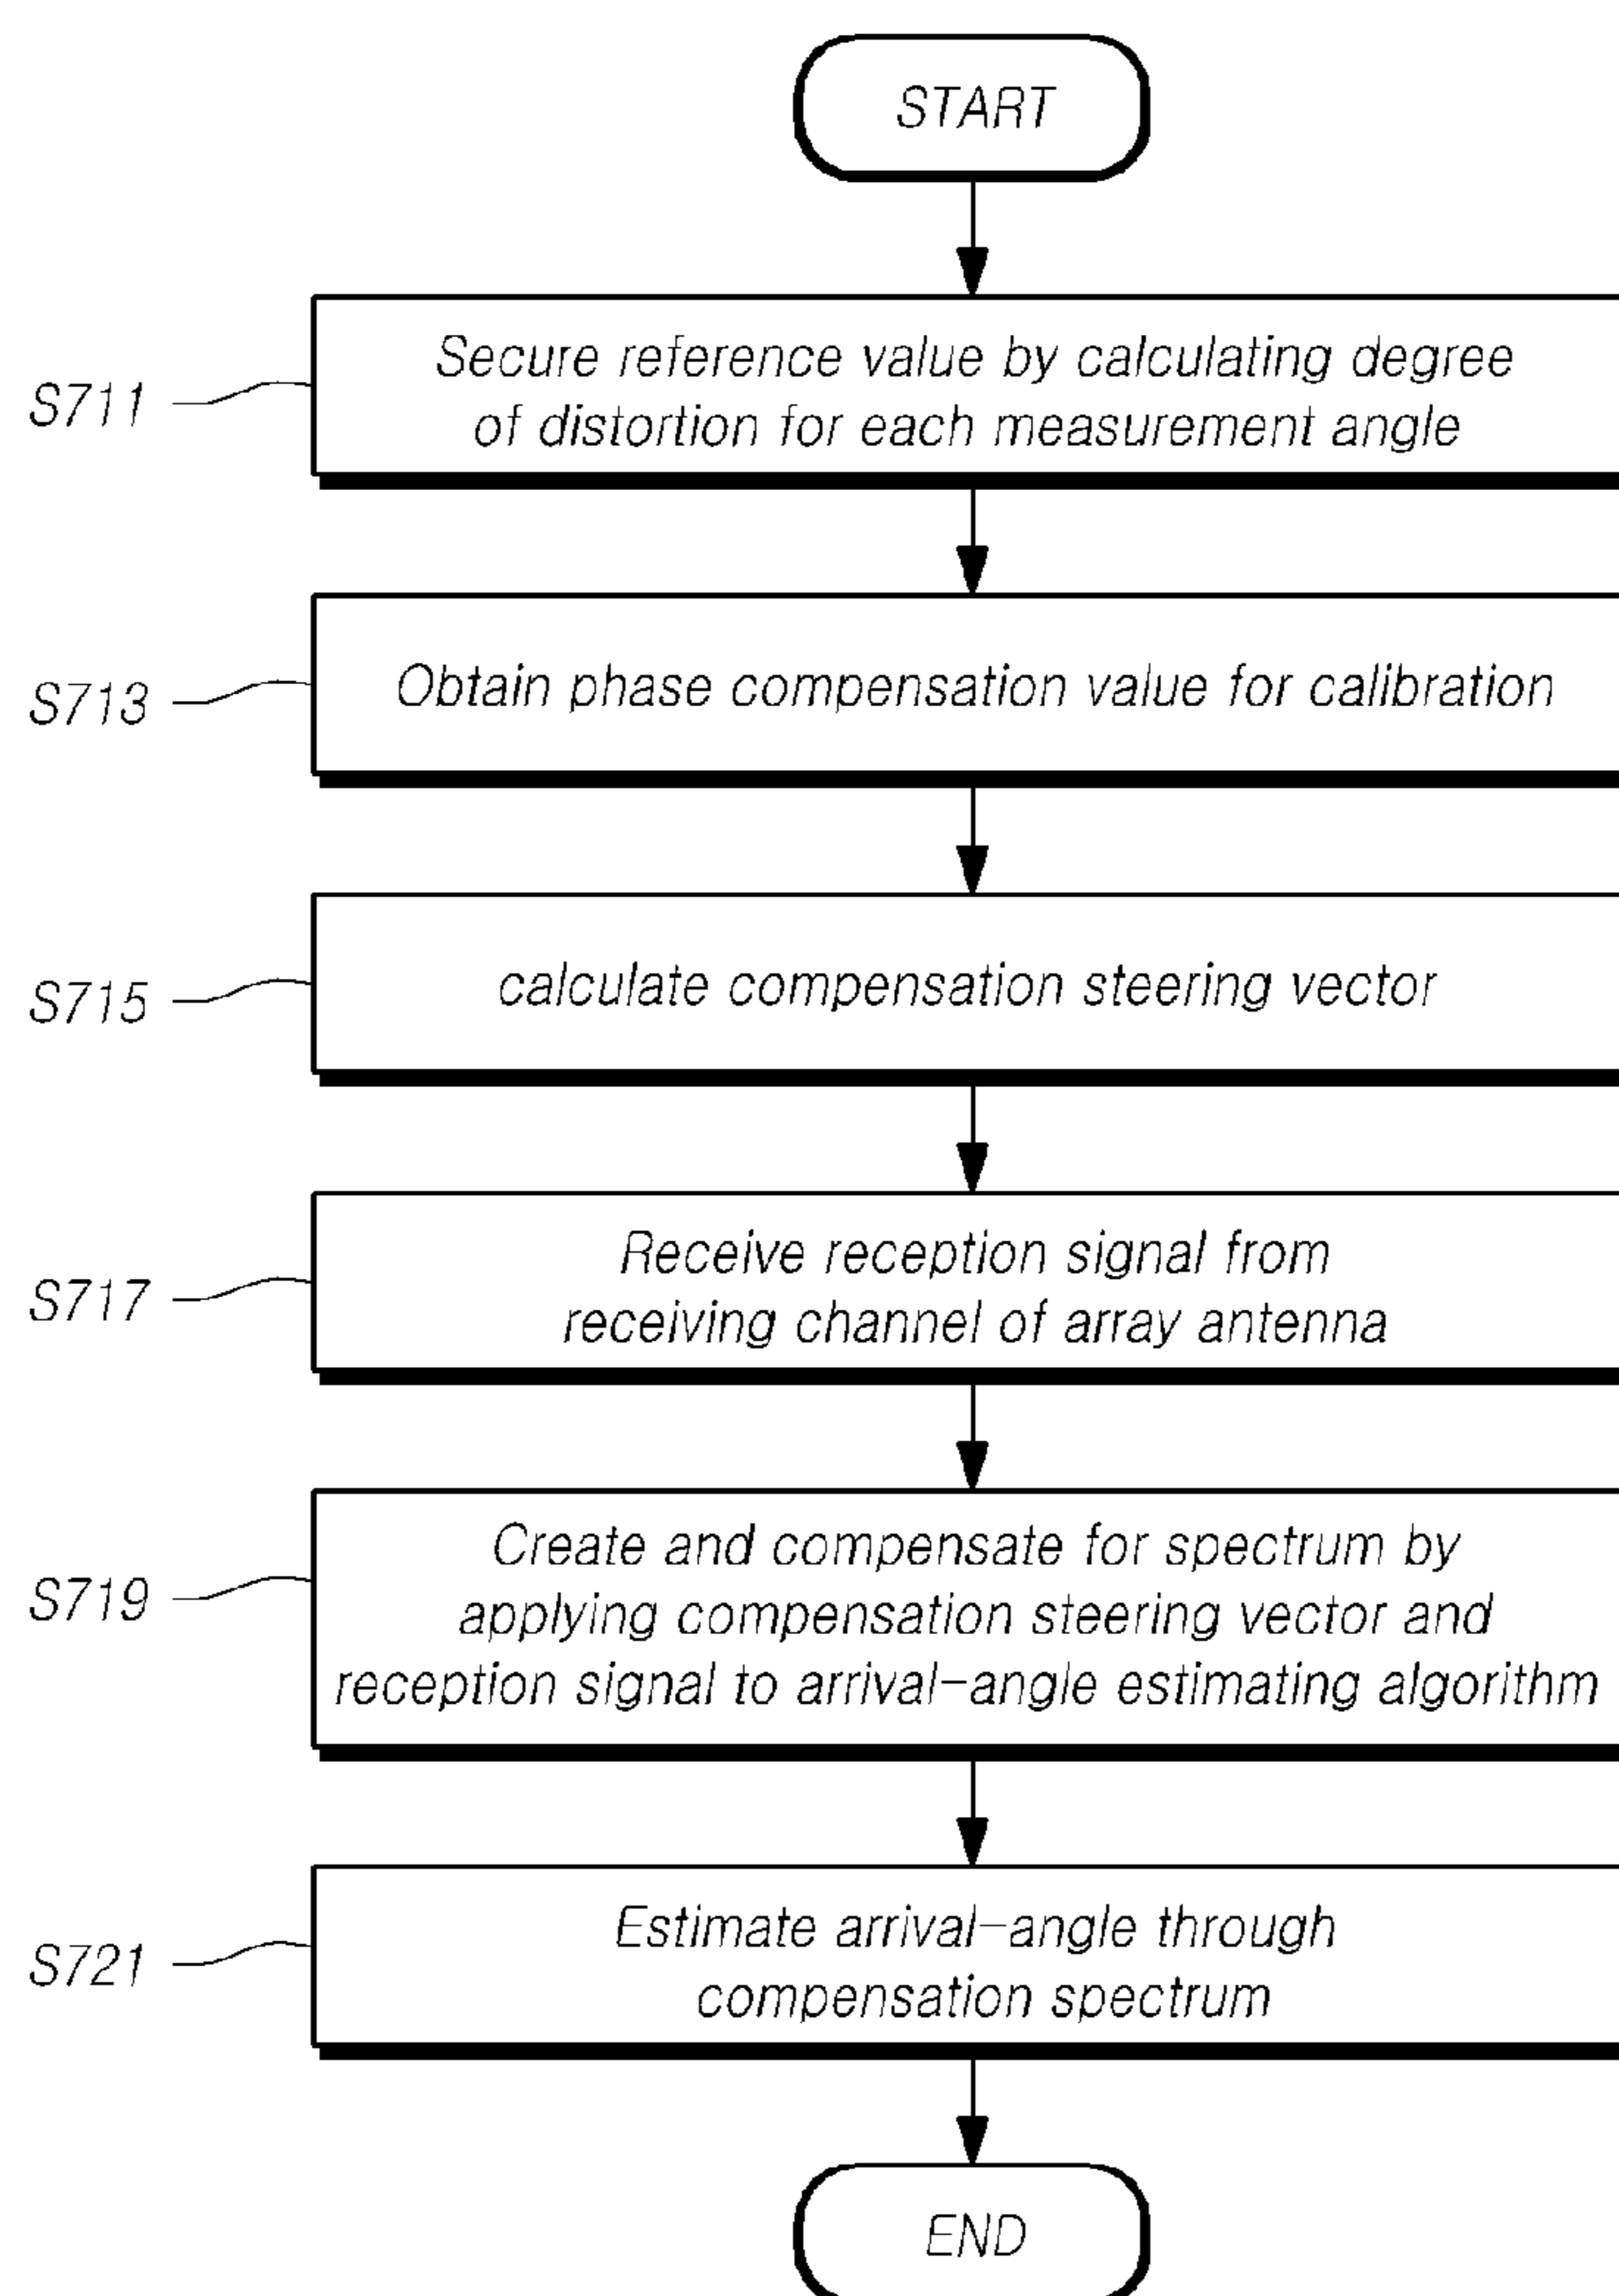 START
S711
Secure reference value by calculating degree
of distortion for each measurement angle
S713
Obtain phase compensation value for calibration
S715
calculate compensation steering vector
S717
Receive reception signal from
receiving channel of array antenna
S719
Create and compensate for spectrum by
applying compensation steering vector and
reception signal to arrival-angle estimating algorithm
S721
Estimate arrival-angle through
compensation spectrum
END